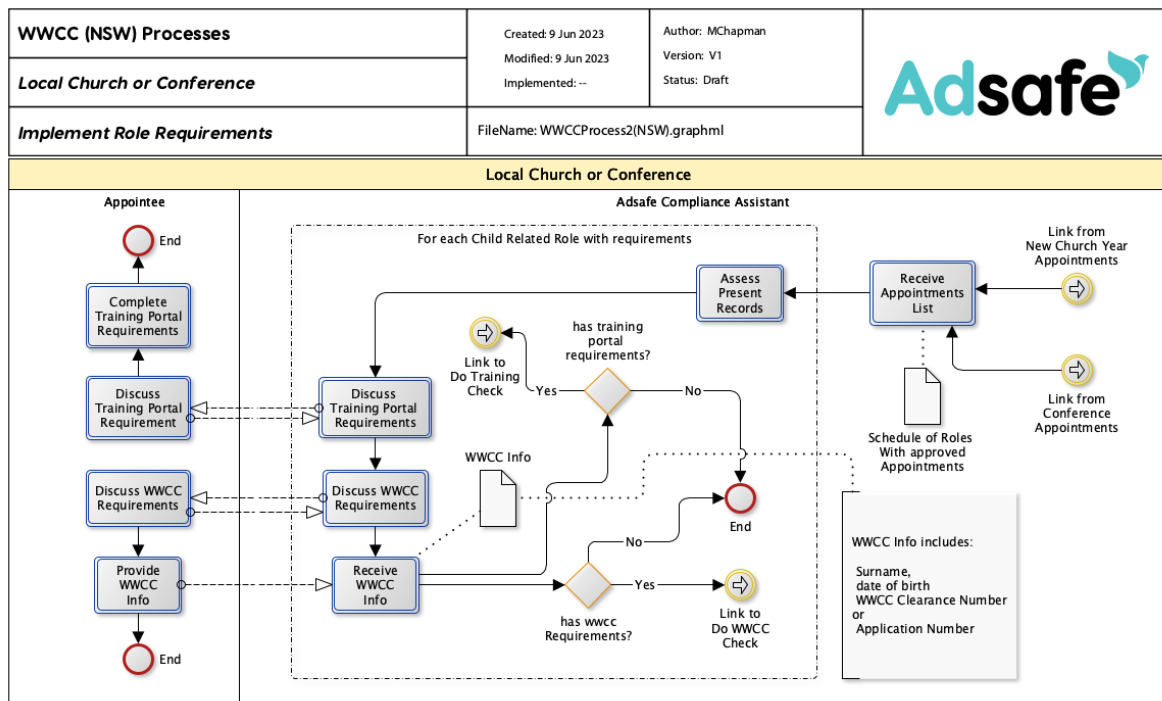 WWCC (NSW) Processes
Local Church or Conference
Implement Role Requirements
Created: 9 Jun 2023
Modified: 9 Jun 2023
Implemented: --
Author: MChapman
Version: V1
Status: Draft
FileName: WWCCProcess2(NSW).graphml
Adsafe
Local Church or Conference
Appointee
End
Complete
Training Portal
Requirements
Discuss
Training Portal
Requirement
Discuss WWCC
Requirements
Provide
WWCC
Info
End
Adsafe Compliance Assistant
For each Child Related Role with requirements
Assess
Present
Records
Receive
Appointments
List
Link from
New Church Year
Appointments
Link from
Conference
Appointments
Schedule of Roles
With approved
Appointments
has training
portal
requirements?
Link to
Do Training
Check
Yes
No
Discuss
Training Portal
Requirements
WWCC Info
Discuss WWCC
Requirements
End
Receive
WWCC
Info
No
Yes
has wwcc
Requirements?
Link to
Do WWCC
Check
WWCC Info includes:
Surname,
date of birth
WWCC Clearance Number
or
Application Number